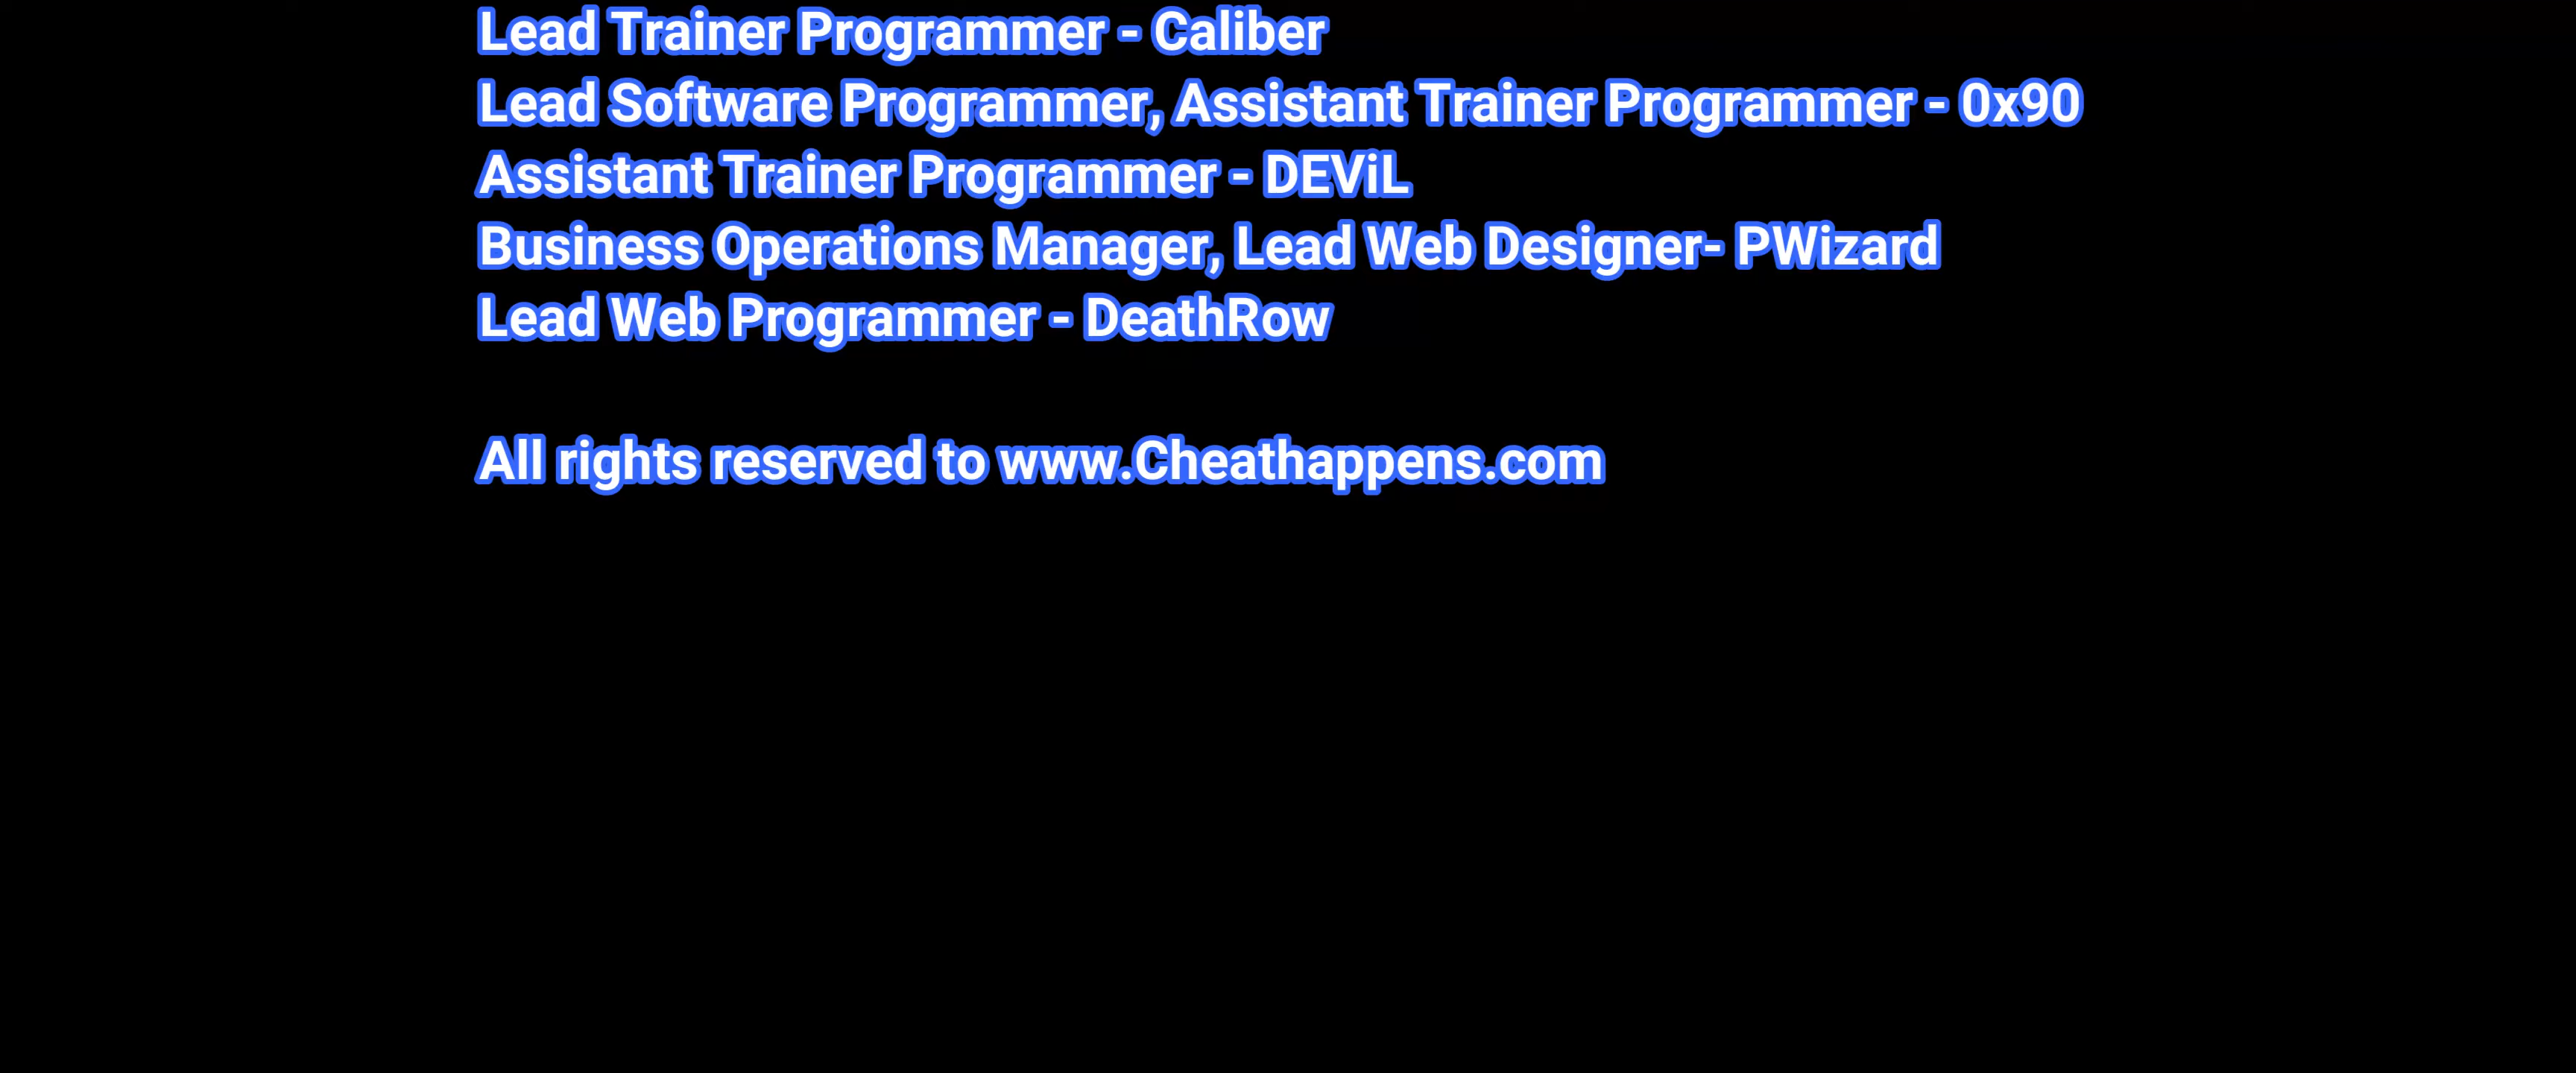 Lead Trainer Programmer - Caliber
Lead Software Programmer, Assistant Trainer Programmer - 0x90
Assistant Trainer Programmer - DEViL
Business Operations Manager, Lead Web Designer- PWizard
Lead Web Programmer - DeathRow
All rights reserved to www.Cheathappens.com